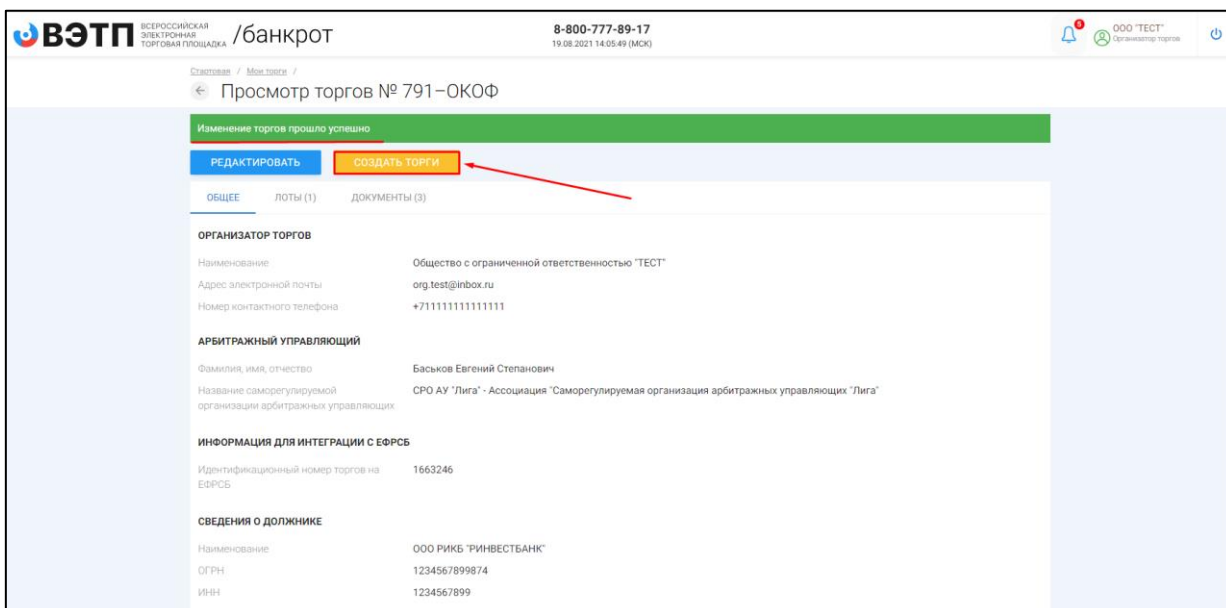 ВЭТП
ВСЕРОССИЙСКАЯ
ЭЛЕКТРОННАЯ
ТОРГОВАЯ ПЛОЩАДКА
/банкрот
8-800-777-89-17
19.08.2021 14:05:49 (МСК)
5
ООО "ТЕСТ"
Организатор торгов
Стартовая / Мои торги /
Просмотр торгов № 791–ОКОФ
Изменение торгов прошло успешно
РЕДАКТИРОВАТЬ
СОЗДАТЬ ТОРГИ
ОБЩЕЕ ЛОТЫ (1) ДОКУМЕНТЫ (3)
ОРГАНИЗАТОР ТОРГОВ
Наименование Общество с ограниченной ответственностью "ТЕСТ"
Адрес электронной почты org.test@inbox.ru
Номер контактного телефона +711111111111111
АРБИТРАЖНЫЙ УПРАВЛЯЮЩИЙ
Фамилия, имя, отчество Баськов Евгений Степанович
Название саморегулируемой СРО АУ "Лига" - Ассоциация "Саморегулируемая организация арбитражных управляющих "Лига"
организации арбитражных управляющих
ИНФОРМАЦИЯ ДЛЯ ИНТЕГРАЦИИ С ЕФРСБ
Идентификационный номер торгов на 1663246
ЕФРСБ
СВЕДЕНИЯ О ДОЛЖНИКЕ
Наименование ООО РИКБ "РИНВЕСТБАНК"
ОГРН 1234567899874
ИНН 1234567899